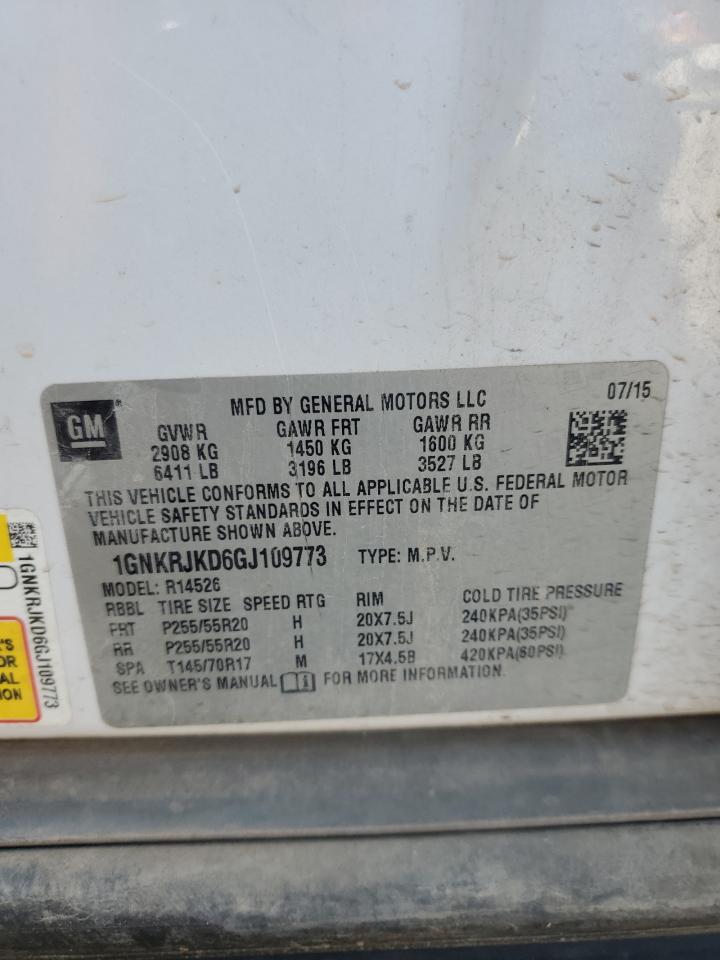 GM
MFD BY GENERAL MOTORS LLC
07/15
GVWR GAWR FRT GAWR RR
2908 KG 1450 KG 1600 KG
6411 LB 3196 LB 3527 LB
THIS VEHICLE CONFORMS TO ALL APPLICABLE U.S. FEDERAL MOTOR
VEHICLE SAFETY STANDARDS IN EFFECT ON THE DATE OF
MANUFACTURE SHOWN ABOVE.
1GNKRJKD6GJ109773 TYPE: M.P.V.
MODEL: R14526
RBBL TIRE SIZE SPEED RTG RIM COLD TIRE PRESSURE
FRT P255/55R20 H 20X7.5J 240KPA(35PSI)
RR P255/55R20 H 20X7.5J 240KPA(35PSI)
SPA T145/70R17 M 17X4.5B 420KPA(60PSI)
SEE OWNER'S MANUAL FOR MORE INFORMATION.
1GNKRJKD6GJ109773